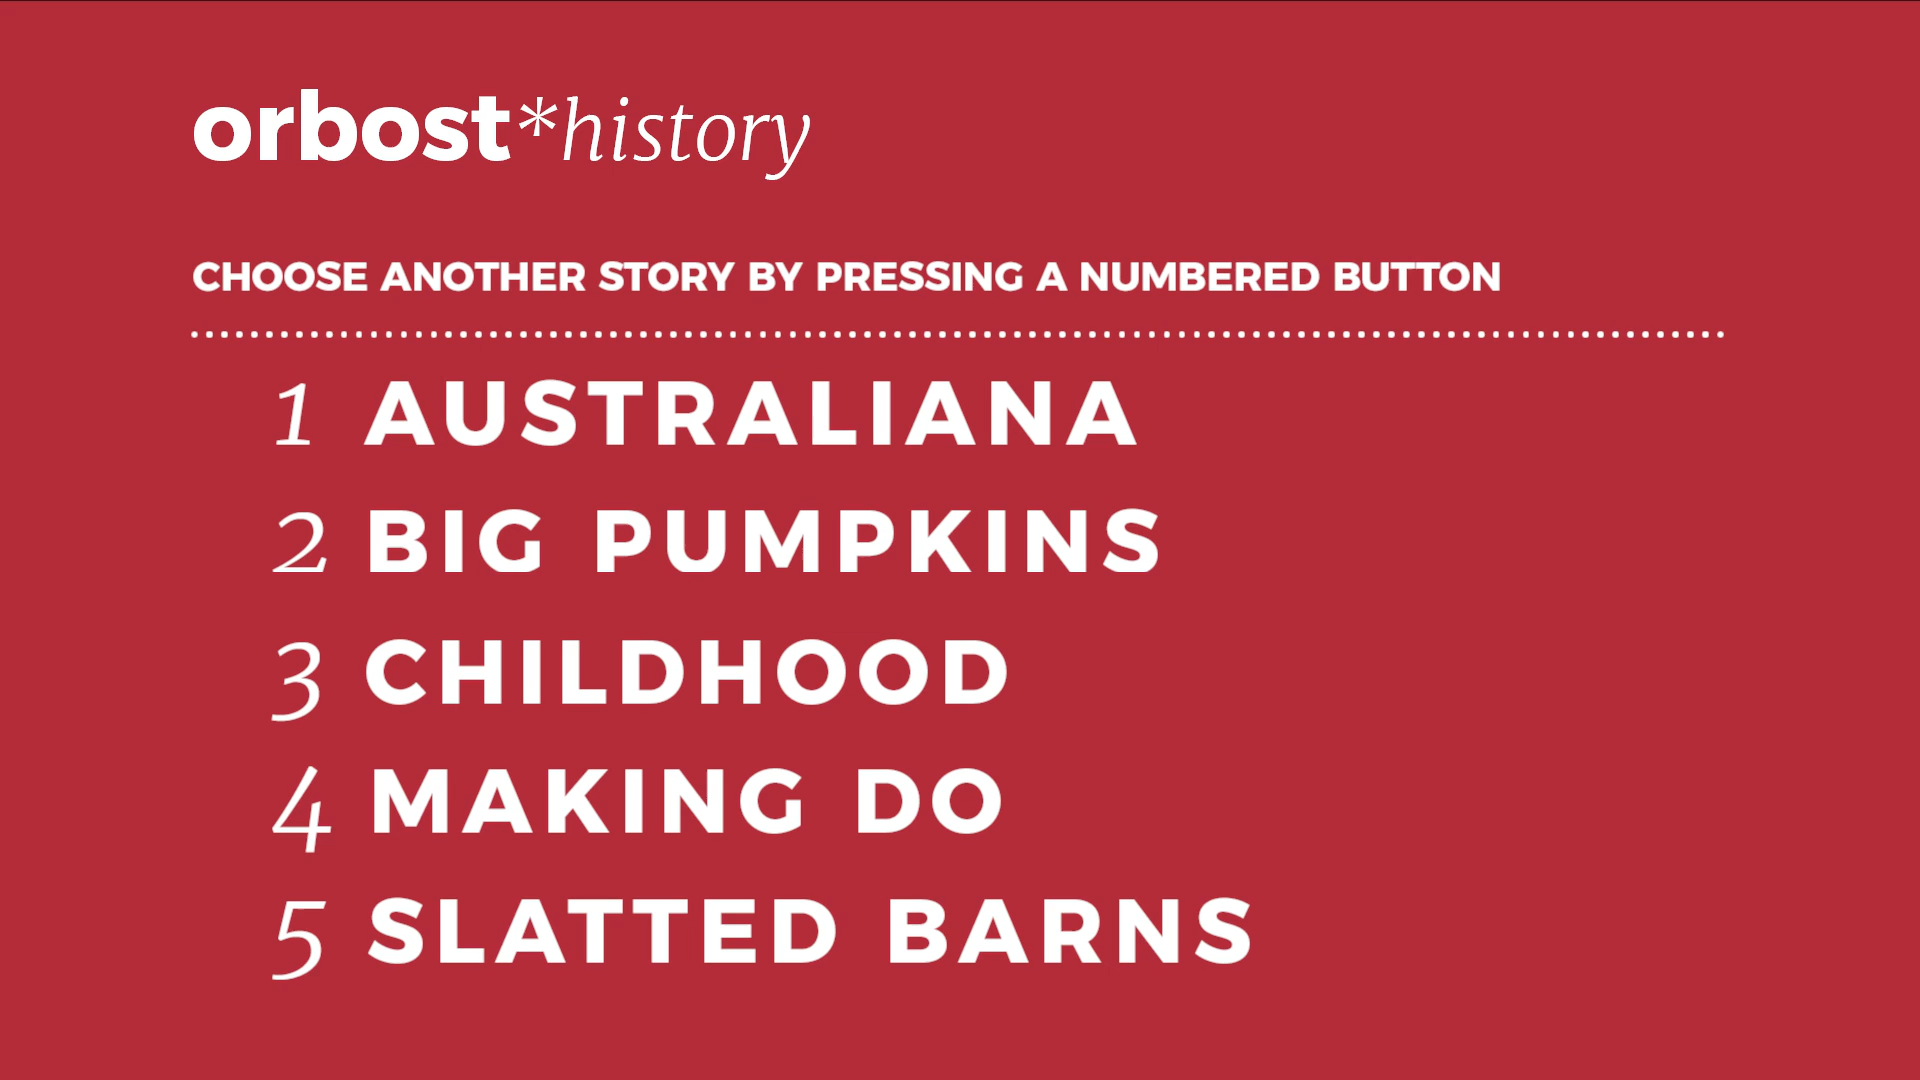 orbost*history
CHOOSE ANOTHER STORY BY PRESSING A NUMBERED BUTTON
1 AUSTRALIANA
2 BIG PUMPKINS
3 CHILDHOOD
4 MAKING DO
5 SLATTED BARNS